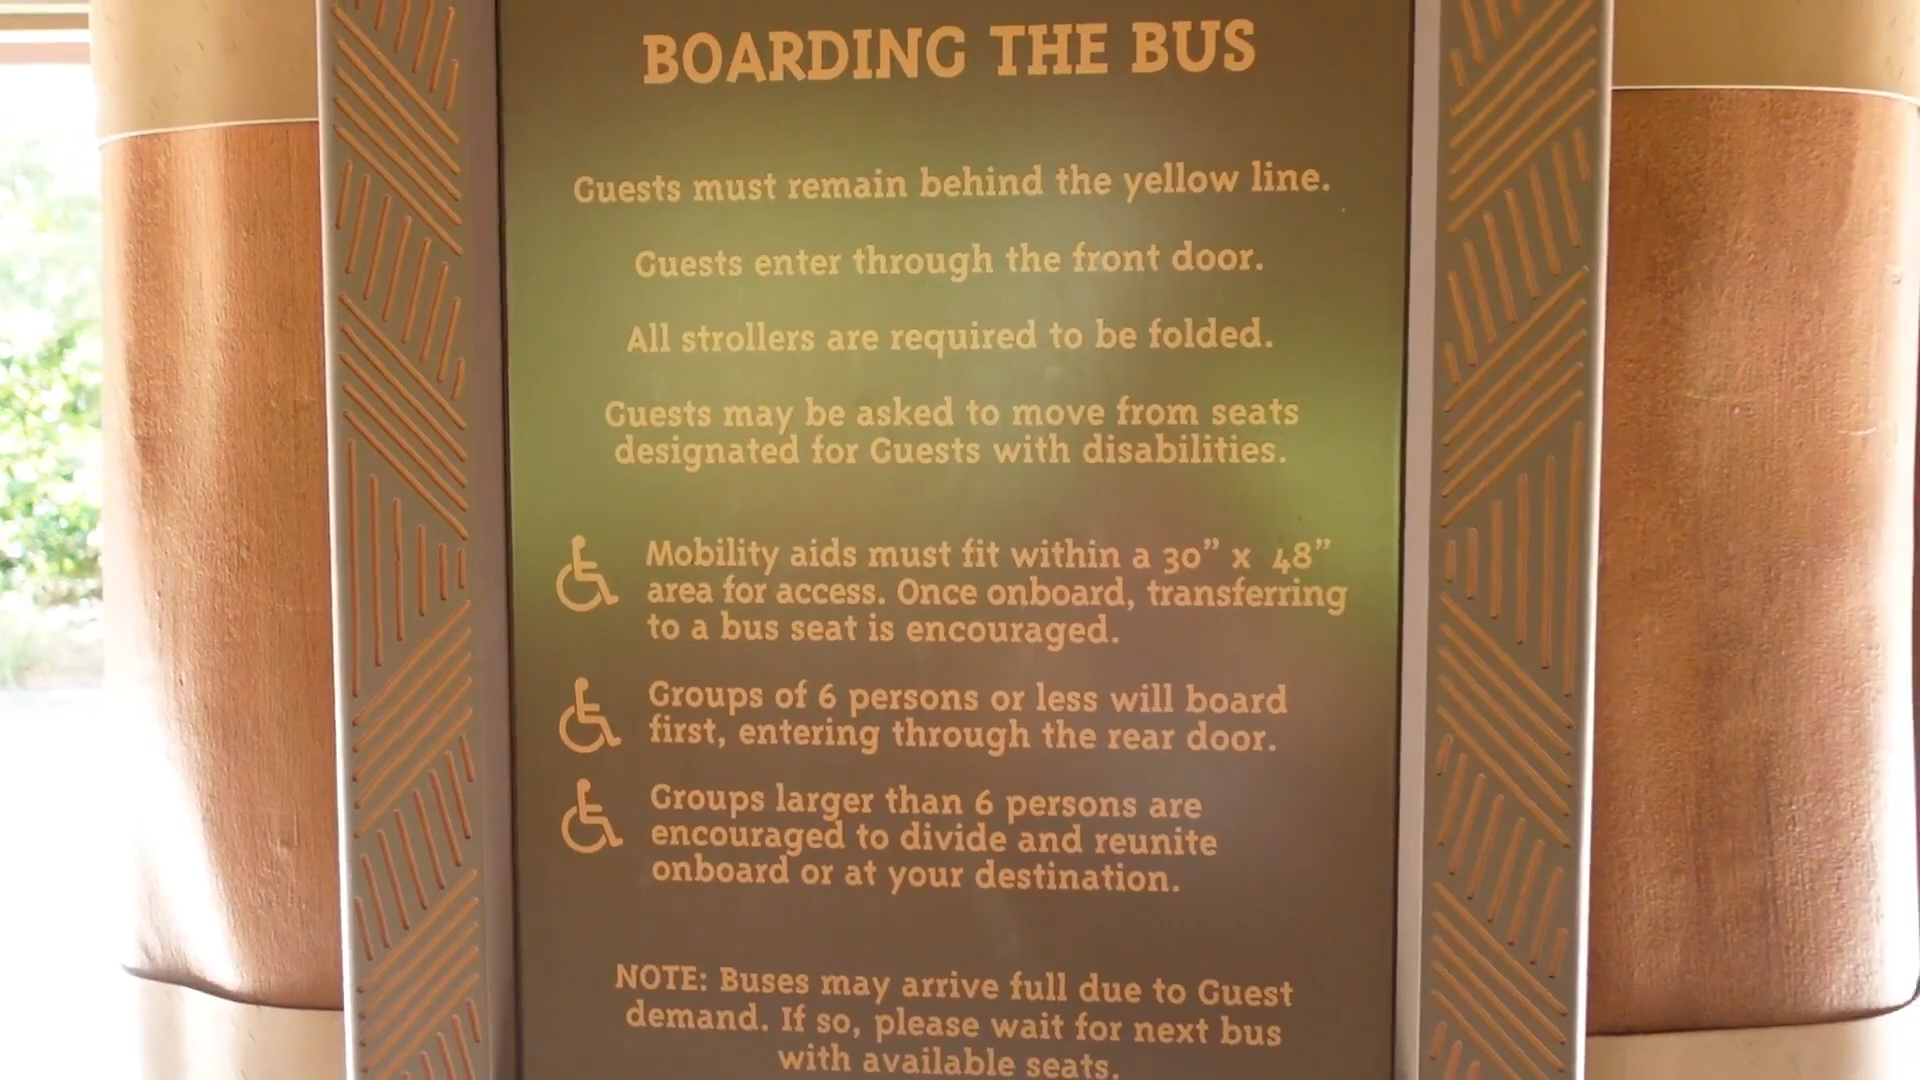 BOARDING THE BUS
Guests must remain behind the yellow line.
Guests enter through the front door.
All strollers are required to be folded.
Guests may be asked to move from seats
designated for Guests with disabilities.
Mobility aids must fit within a 30” x 48”
area for access. Once onboard, transferring
to a bus seat is encouraged.
Groups of 6 persons or less will board
first, entering through the rear door.
Groups larger than 6 persons are
encouraged to divide and reunite
onboard or at your destination.
NOTE: Buses may arrive full due to Guest
demand. If so, please wait for next bus
with available seats.